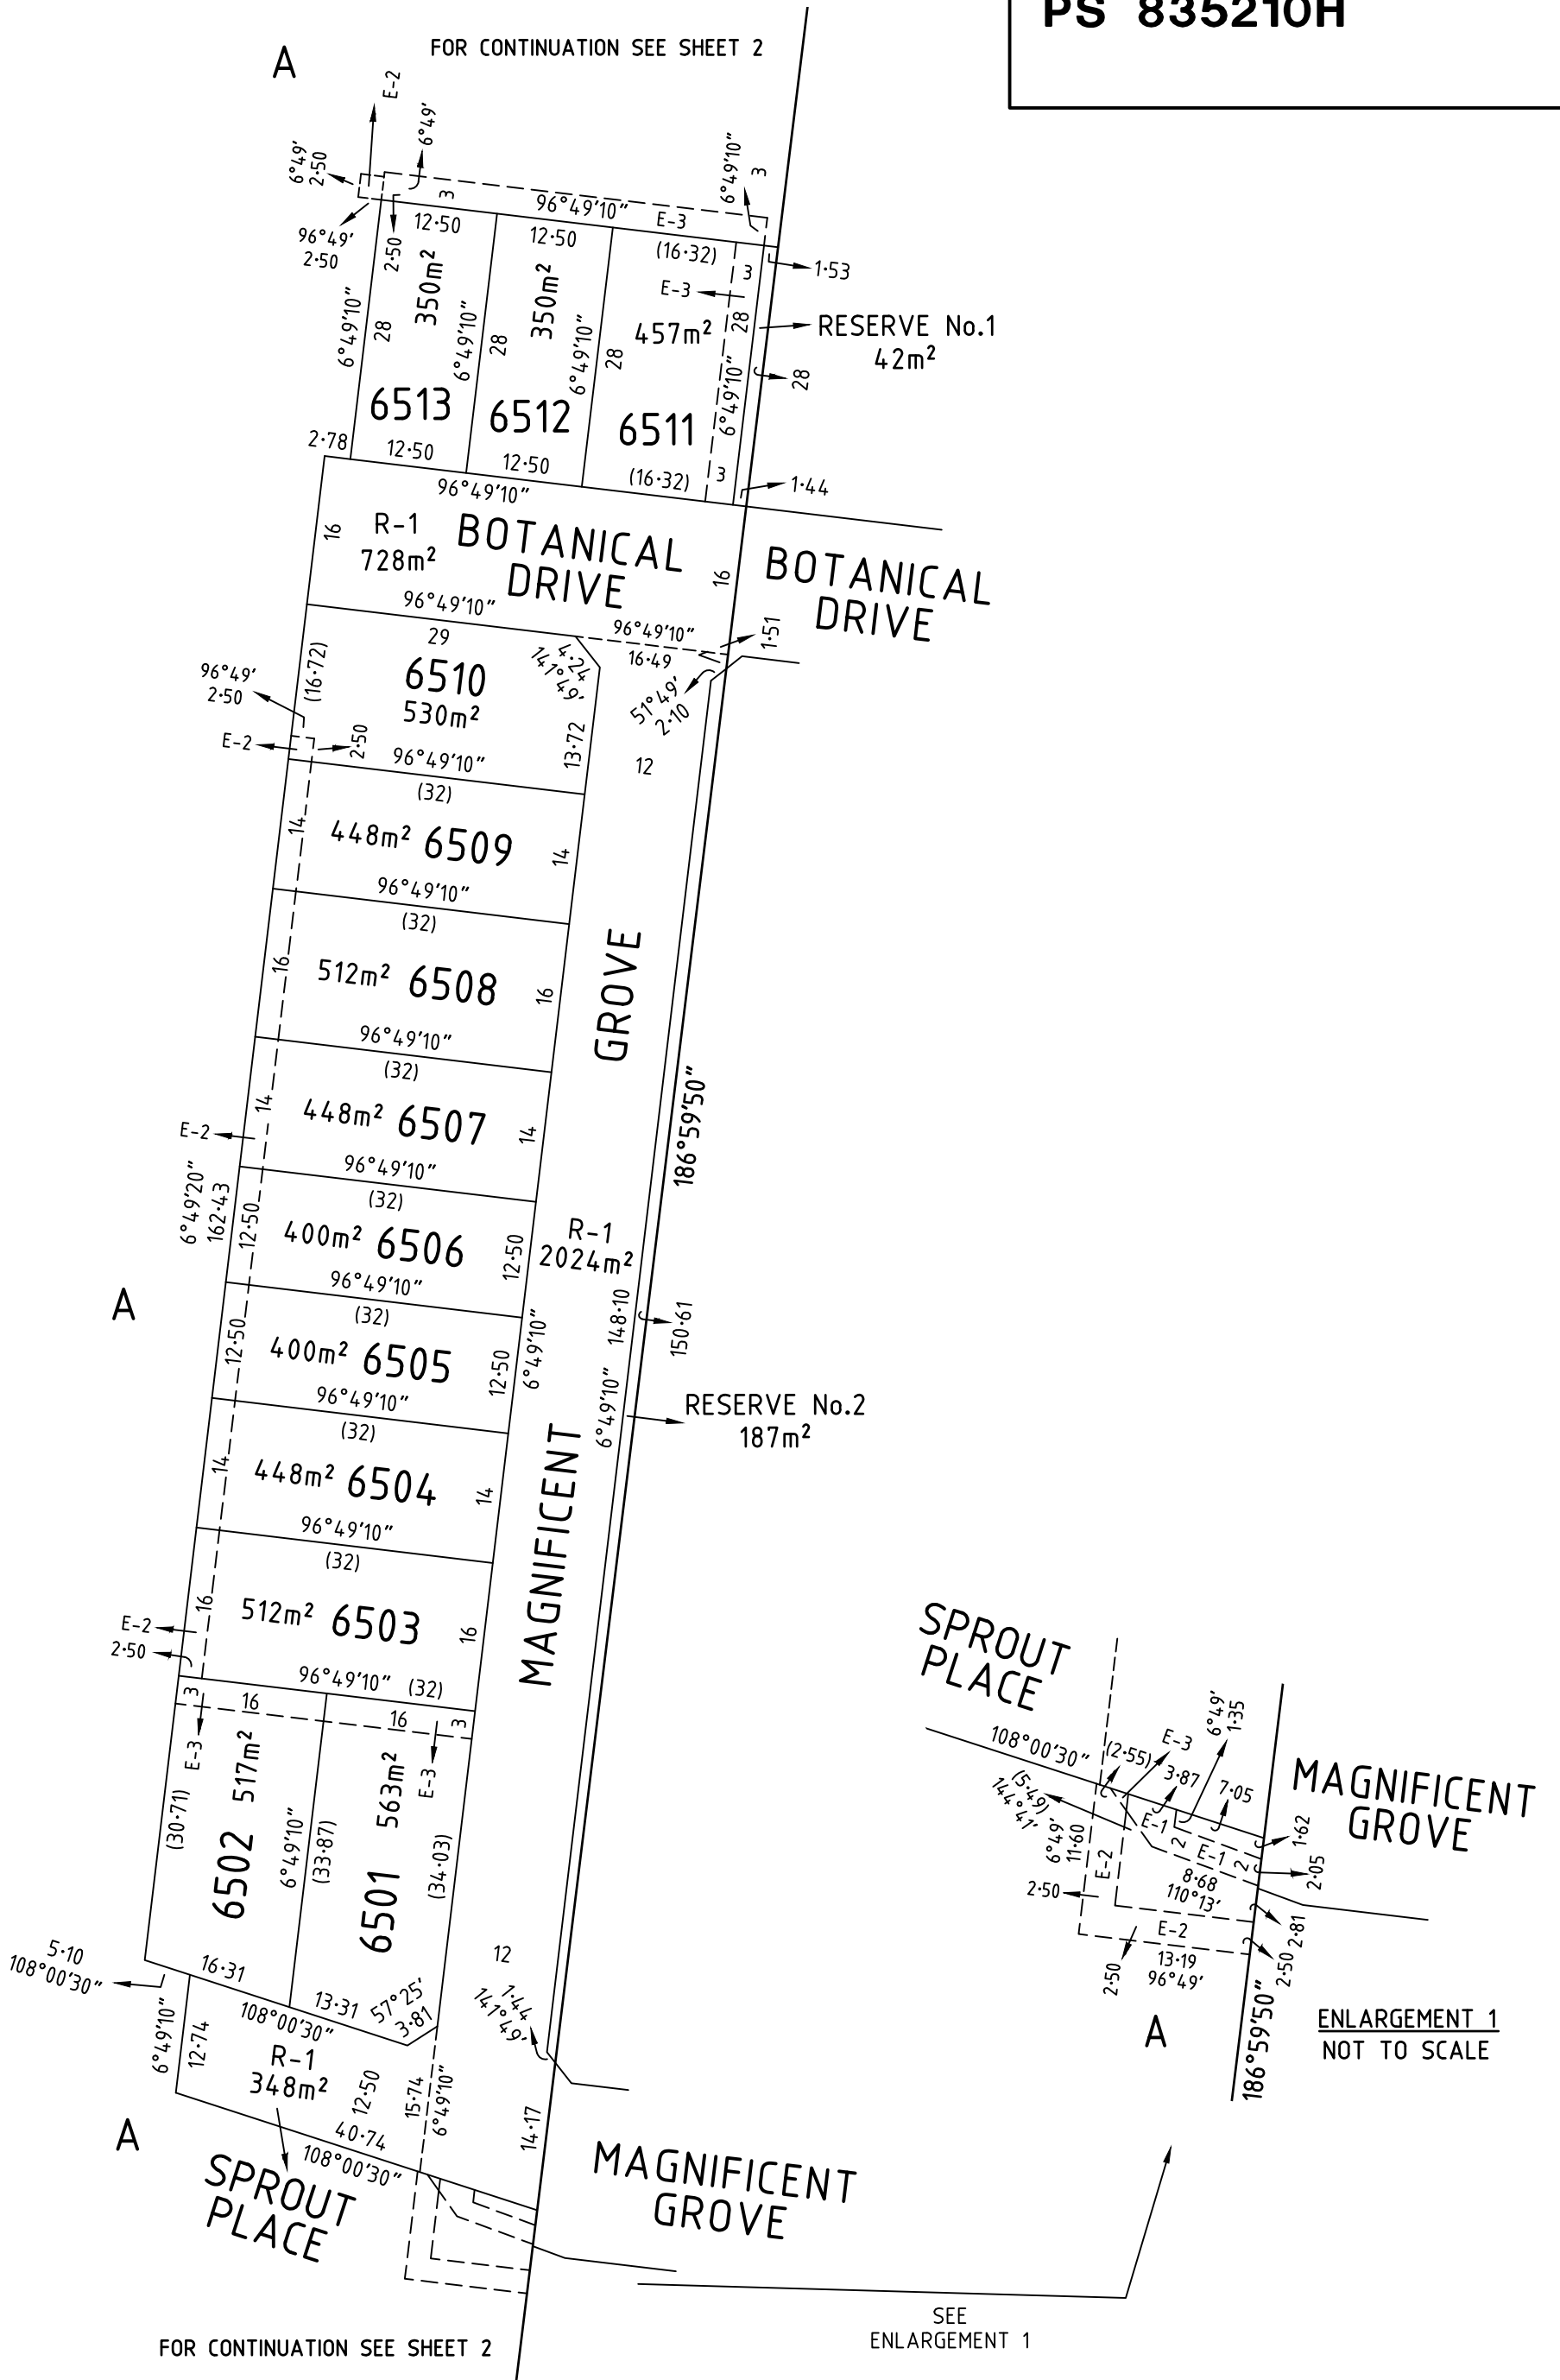 PS 835210H
FOR CONTINUATION SEE SHEET 2
A
E-2
6°49'
6°49'
2·50
6°49'10"
3
3
96°49'10"
E-3
12·50
12·50
(16·32)
96°49'
2·50
2·50
3
1·53
E-3
350m²
350m²
457m²
28
RESERVE No.1
42m²
6°49'10"
28
6°49'10"
28
6°49'10"
28
6°49'10"
28
6513
6512
6511
2·78
12·50
12·50
(16·32)
3
1·44
96°49'10"
16
R-1
728m²
BOTANICAL
DRIVE
16
BOTANICAL
DRIVE
96°49'10"
96°49'10"
1·51
29
16·49
4·24
141°49'
(16·72)
6510
530m²
96°49'
2·50
51°49'
2·10
E-2
2·50
13·72
12
96°49'10"
(32)
14
448m² 6509
14
96°49'10"
(32)
16
512m² 6508
16
96°49'10"
(32)
14
448m² 6507
14
E-2
GROVE
186°59'50"
96°49'10"
(32)
6°49'20"
162·43
12·50
400m² 6506
12·50
R-1
2024m²
96°49'10"
(32)
12·50
400m² 6505
12·50
6°49'10"
6°49'10" 148·10
150·61
96°49'10"
(32)
RESERVE No.2
187m²
A
14
448m² 6504
14
MAGNIFICENT
96°49'10"
(32)
16
512m² 6503
16
E-2
2·50
96°49'10" (32)
3
16
16
3
E-3
E-3
(30·71)
6502 517m²
6°49'10"
(33·87)
6501 563m²
(34·03)
5·10
108°00'30"
16·31
13·31
57°25'
3·81
12
1·44
141°49'
108°00'30"
6°49'10"
12·74
R-1
348m²
12·50
15·74
6°49'10"
14·17
40·74
108°00'30"
A
SPROUT
PLACE
MAGNIFICENT
GROVE
SEE
ENLARGEMENT 1
FOR CONTINUATION SEE SHEET 2
SPROUT
PLACE
108°00'30"
(2·55)
E-3
6°49'
1·35
3·87
7·05
MAGNIFICENT
GROVE
(5·49)
144°41'
E-1
2
E-1
2
1·62
2·05
6°49'
11·60
E-2
8·68
110°13'
2·50
E-2
2·81
2·50
13·19
96°49'
2·50
A
186°59'50"
ENLARGEMENT 1
NOT TO SCALE